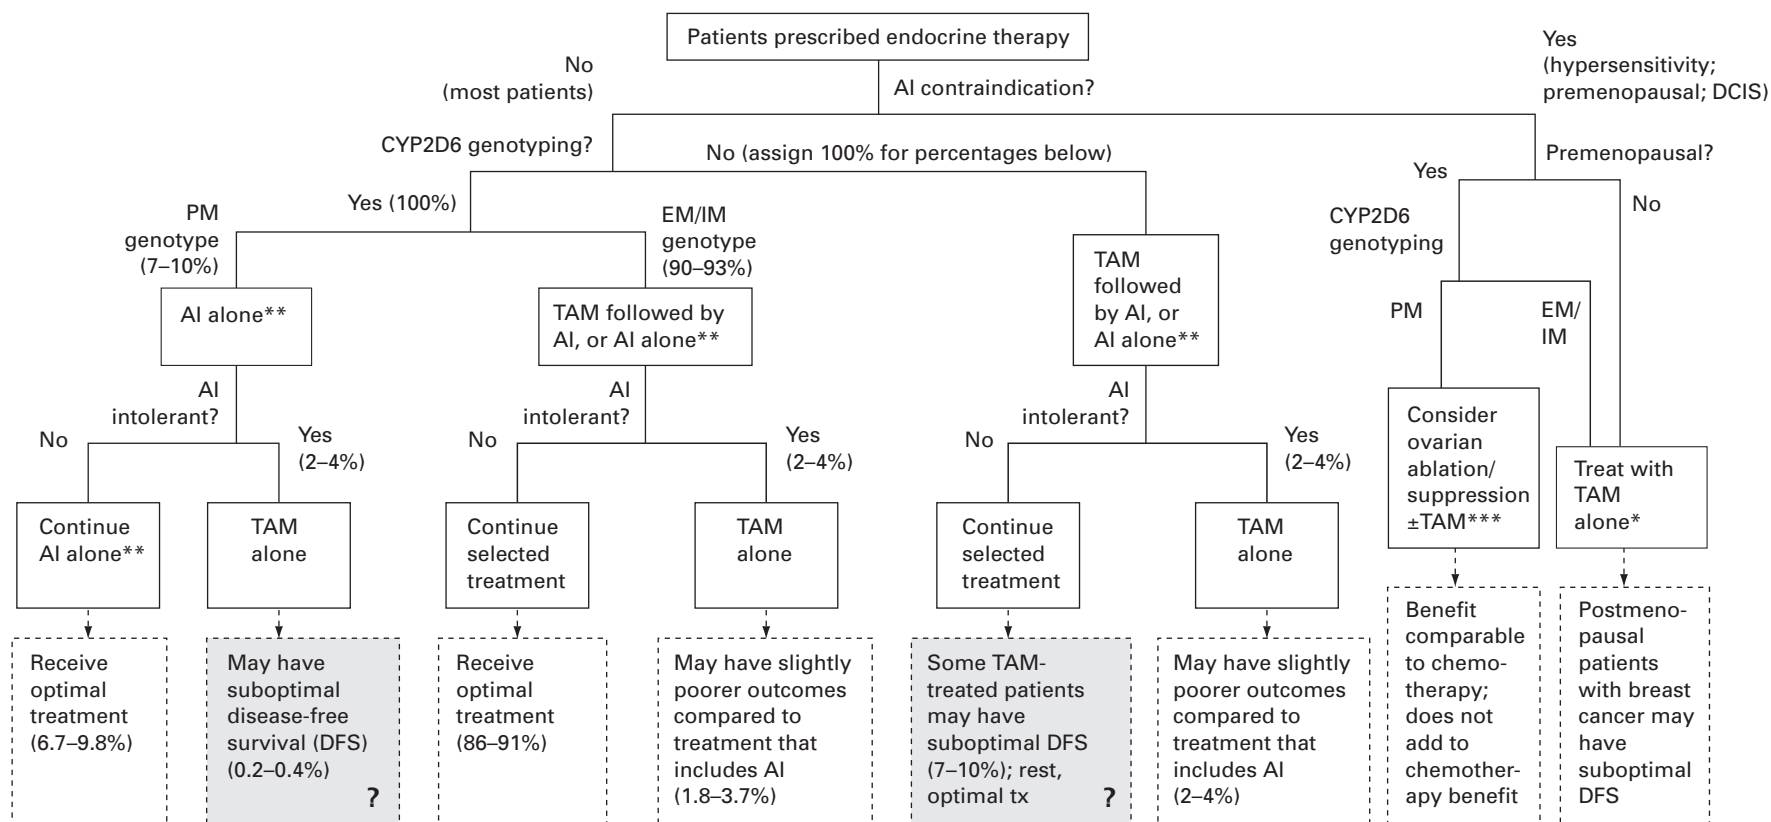 Patients prescribed endocrine therapy
No
(most patients)
AI contraindication?
Yes
(hypersensitivity;
premenopausal; DCIS)
CYP2D6 genotyping?
No (assign 100% for percentages below)
Premenopausal?
Yes (100%)
PM
genotype
(7–10%)
EM/IM
genotype
(90–93%)
Yes
No
CYP2D6
genotyping
AI alone**
TAM followed by
AI, or AI alone**
TAM
followed
by AI, or
AI alone**
PM
EM/
IM
AI
intolerant?
No
Yes
(2–4%)
AI
intolerant?
No
Yes
(2–4%)
AI
intolerant?
No
Yes
(2–4%)
Continue
AI alone**
TAM
alone
Continue
selected
treatment
TAM
alone
Continue
selected
treatment
TAM
alone
Consider
ovarian
ablation/
suppression
±TAM***
Treat with
TAM
alone*
Receive
optimal
treatment
(6.7–9.8%)
May have
suboptimal
disease-free
survival (DFS)
(0.2–0.4%)
?
Receive
optimal
treatment
(86–91%)
May have slightly
poorer outcomes
compared to
treatment that
includes AI
(1.8–3.7%)
Some TAM-
treated patients
may have
suboptimal DFS
(7–10%); rest,
optimal tx
?
May have slightly
poorer outcomes
compared to
treatment that
includes AI
(2–4%)
Benefit
comparable
to chemo-
therapy;
does not
add to
chemother-
apy benefit
Postmeno-
pausal
patients
with breast
cancer may
have
suboptimal
DFS